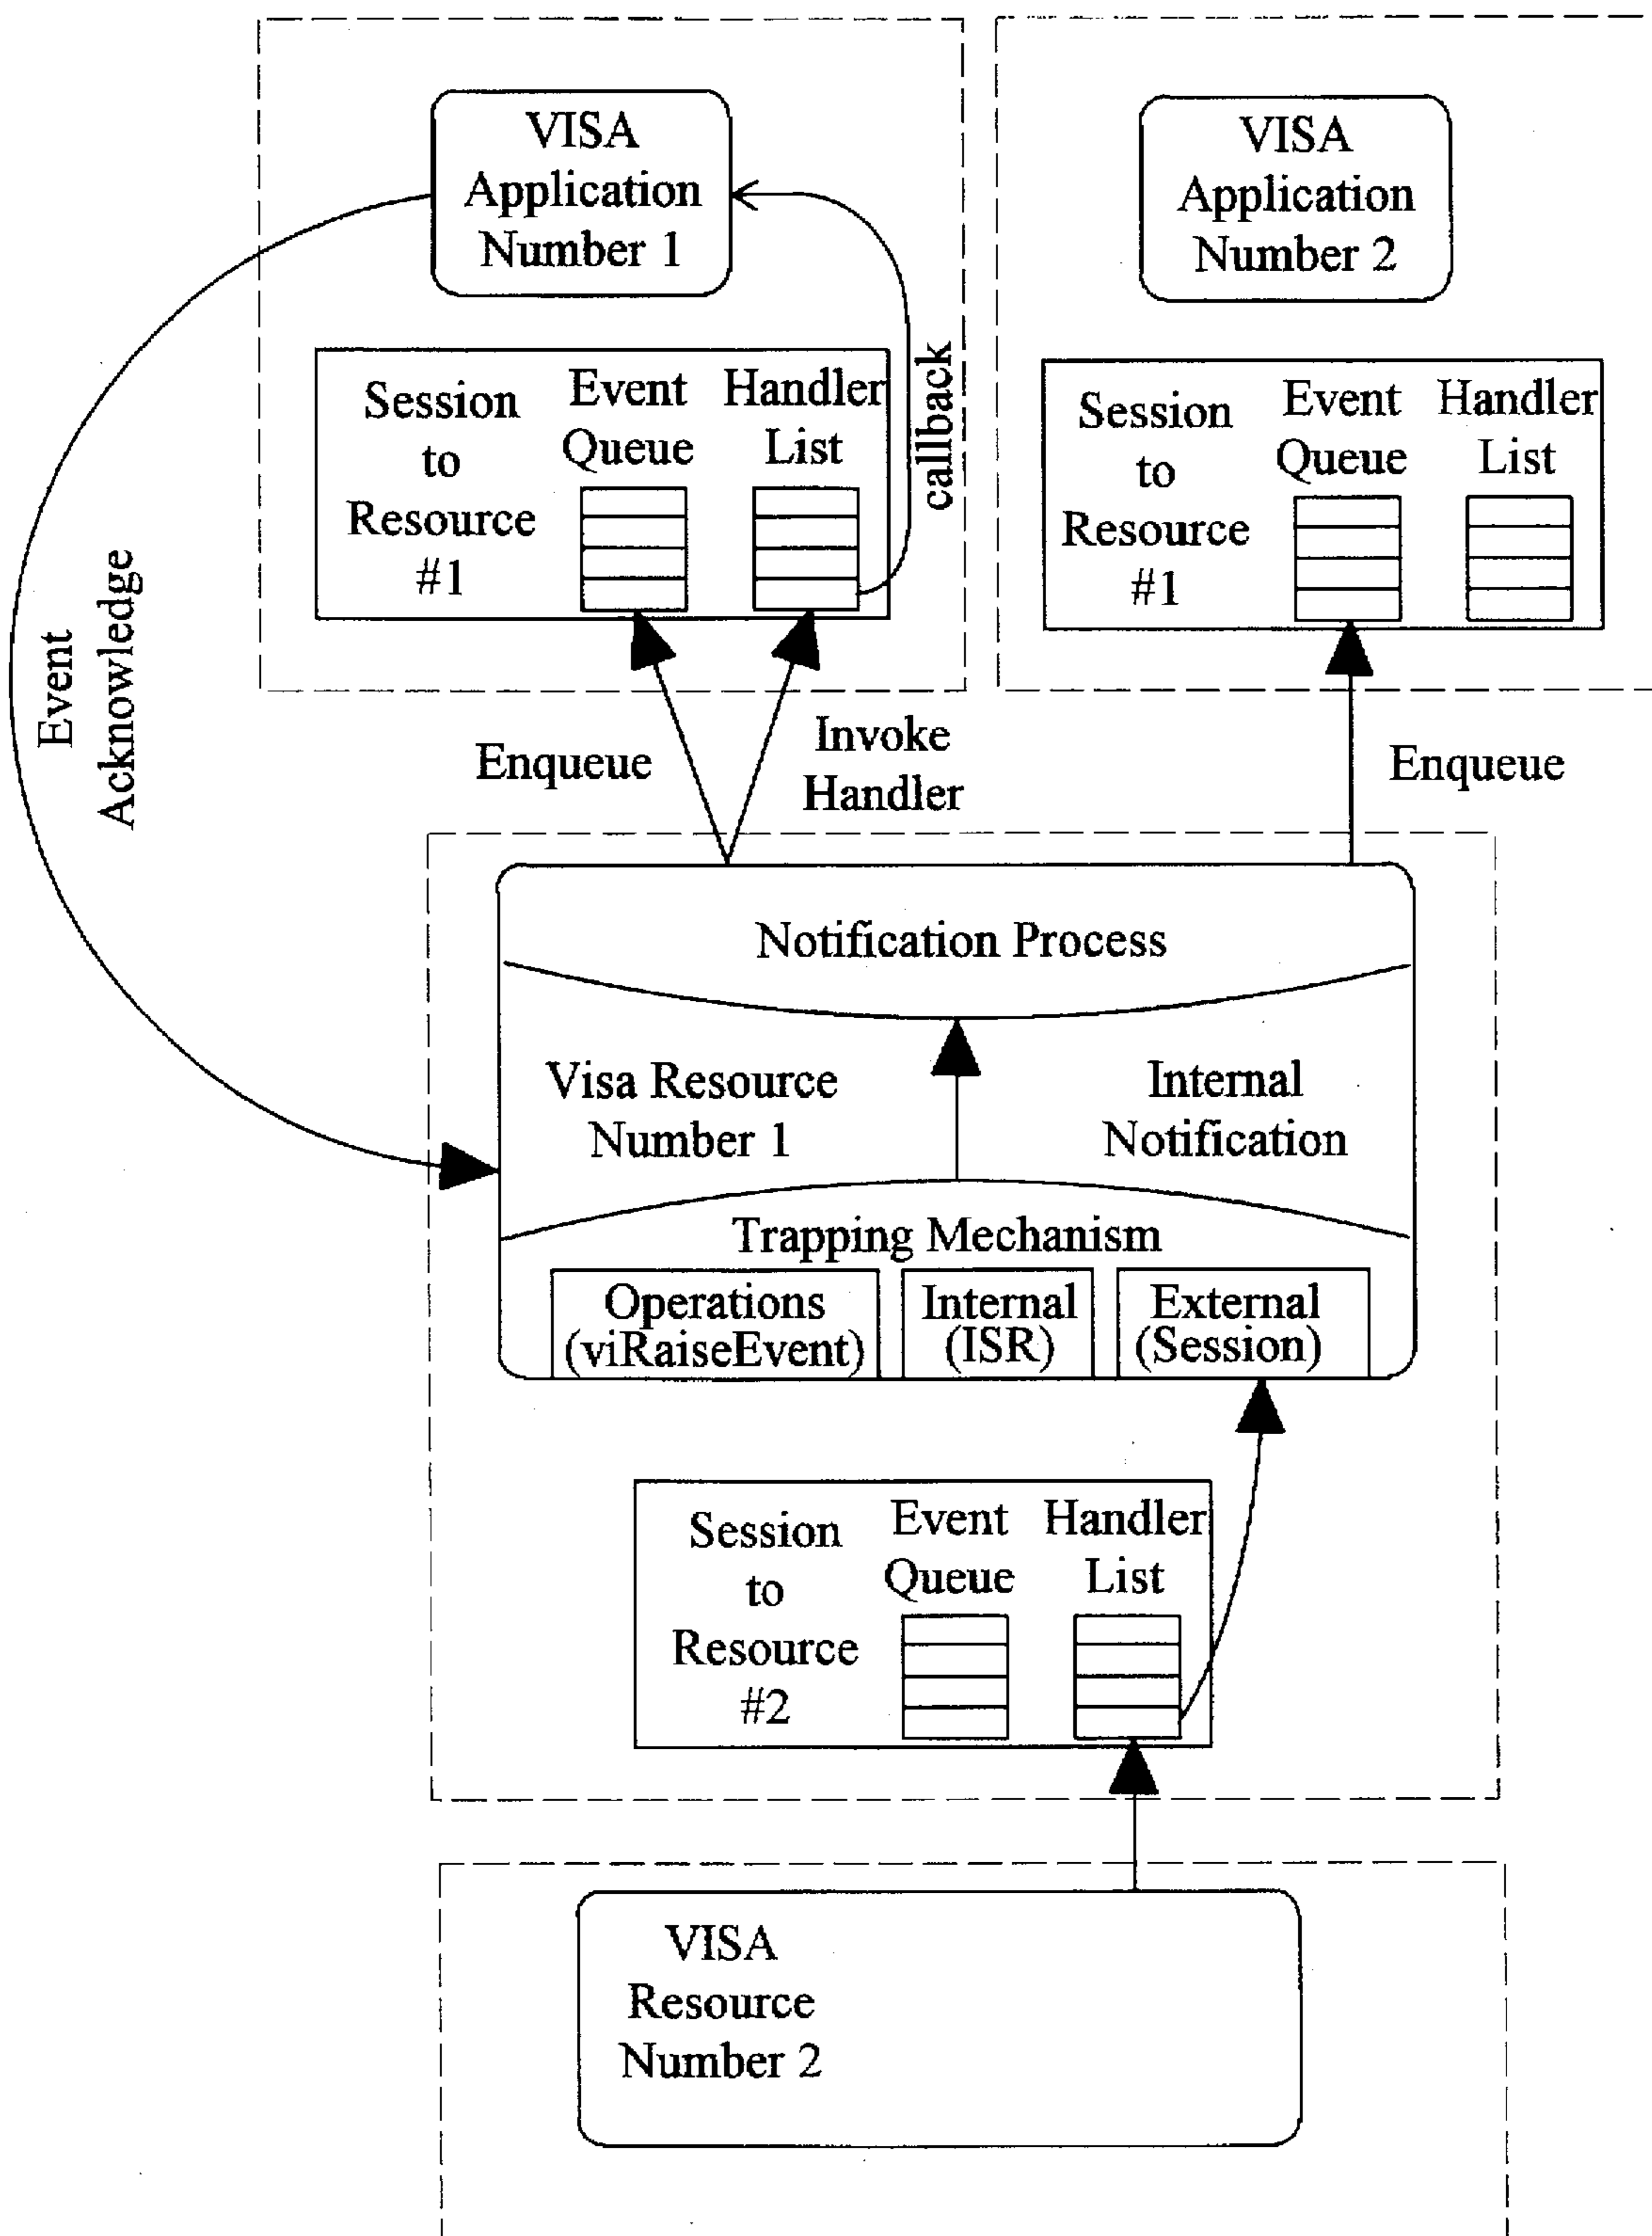 VISA
Application
Number 1
VISA
Application
Number 2
Session
to
Resource
#1
Event
Queue
Handler
List
callback
Session
to
Resource
#1
Event
Queue
Handler
List
Event
Acknowledge
Enqueue
Invoke
Handler
Enqueue
Notification Process
Visa Resource
Number 1
Internal
Notification
Trapping Mechanism
Operations
(viRaiseEvent)
Internal
(ISR)
External
(Session)
Session
to
Resource
#2
Event
Queue
Handler
List
VISA
Resource
Number 2